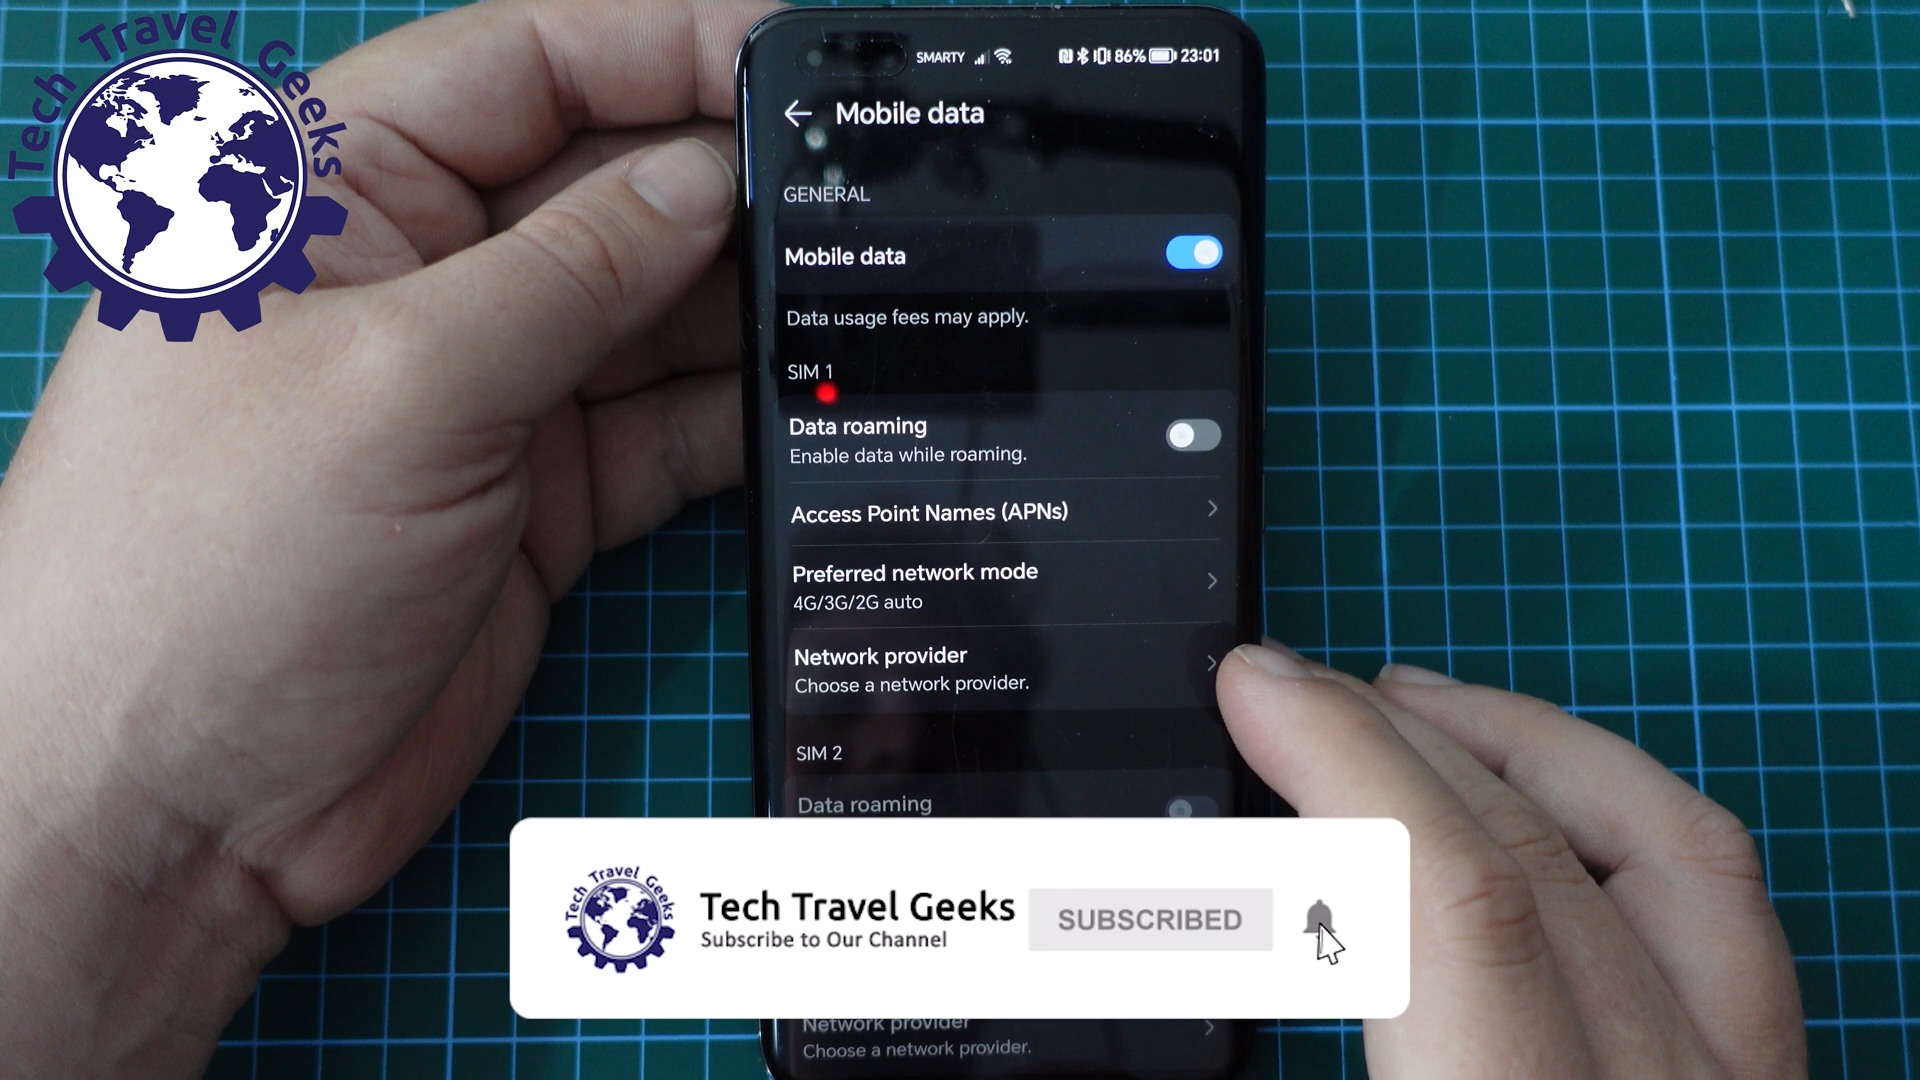 Tech Travel Geeks
SMARTY
86% 23:01
Mobile data
GENERAL
Mobile data
Data usage fees may apply.
SIM 1
Data roaming
Enable data while roaming.
Access Point Names (APNs)
Preferred network mode
4G/3G/2G auto
Network provider
Choose a network provider.
SIM 2
Data roaming
Tech Travel Geeks
Tech Travel Geeks
Subscribe to Our Channel
SUBSCRIBED
Network provider
Choose a network provider.